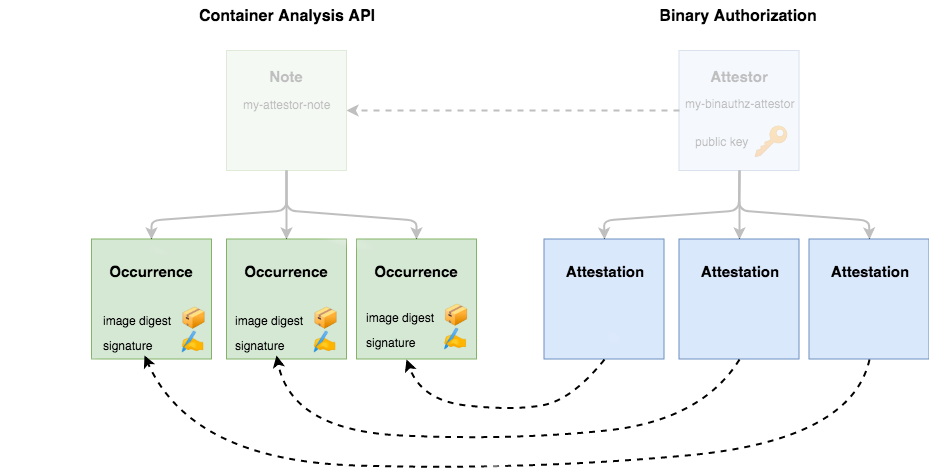 Container Analysis API
Binary Authorization
Note
my-attestor-note
Attestor
my-binauthz-attestor
public key
Occurrence
image digest
signature
Occurrence
image digest
signature
Occurrence
image digest
signature
Attestation
Attestation
Attestation